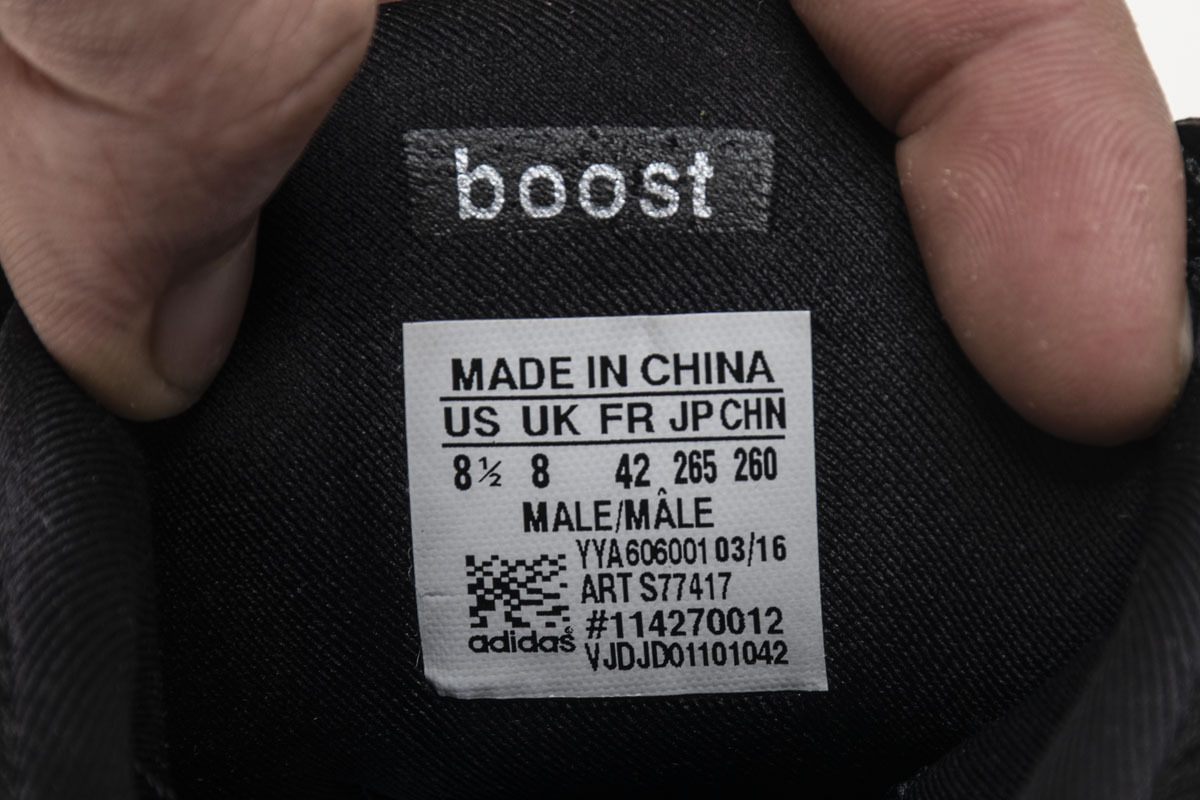 boost
MADE IN CHINA
US UK FR JP CHN
8½ 8 42 265 260
MALE/MÂLE
YYA606001 03/16
ART S77417
#114270012
adidas
VJDJD01101042